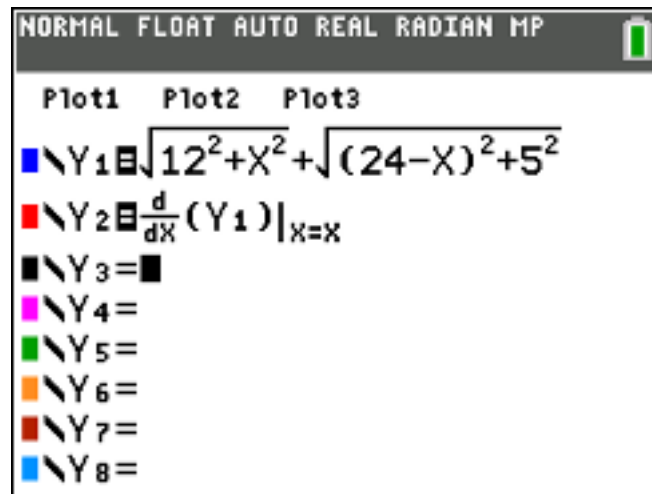 NORMAL FLOAT AUTO REAL RADIAN MP
Plot1 Plot2 Plot3
\Y1=√(12²+X²)+√((24-X)²+5²)
\Y2=d/dX(Y1)|X=X
\Y3=
\Y4=
\Y5=
\Y6=
\Y7=
\Y8=